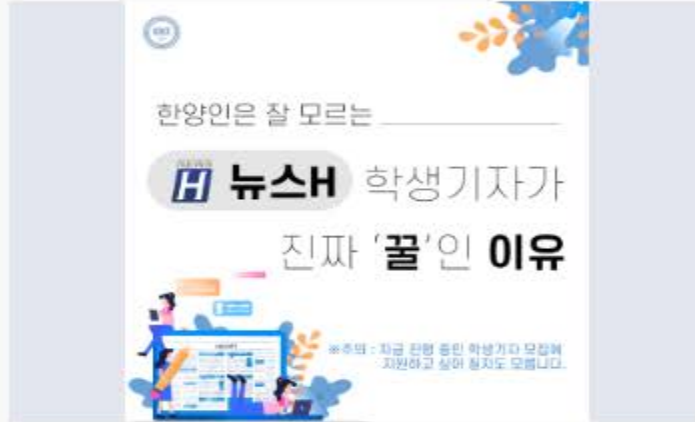 한양인은 잘 모르는
NEWS H 뉴스H 학생기자가
진짜 '꿀'인 이유
※주의 : 지금 진행 중인 학생기자 모집에
지원하고 싶어 질지도 모릅니다.